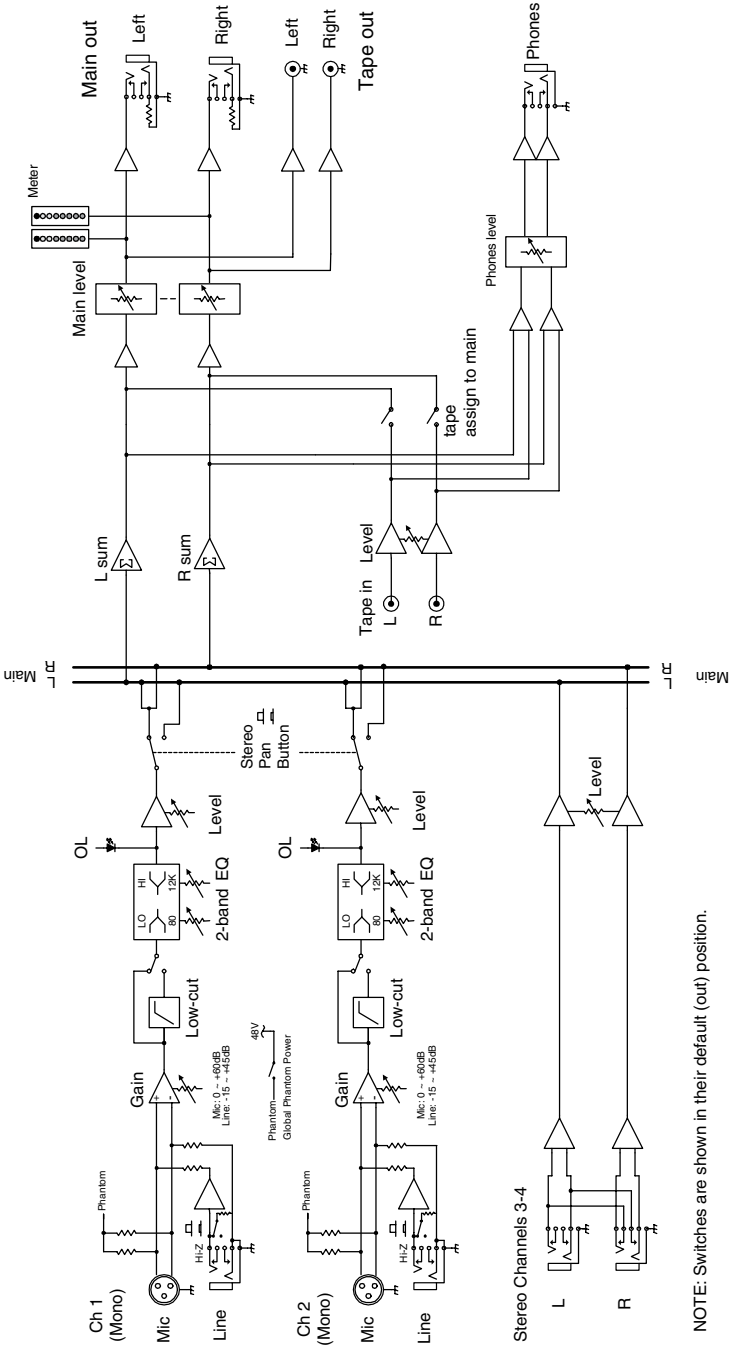 Ch 1
(Mono)
Mic
Line
Phantom
Hi-Z
+
-
Gain
Mic: 0 ~ +60dB
Line: -15 ~ +45dB
Low-cut
LO
HI
80
12K
2-band EQ
OL
Level
Phantom
48V
Global Phantom Power
Stereo
Pan
Button
Ch 2
(Mono)
Mic
Line
Phantom
Hi-Z
+
-
Gain
Mic: 0 ~ +60dB
Line: -15 ~ +45dB
Low-cut
LO
HI
80
12K
2-band EQ
OL
Level
Stereo Channels 3-4
L
R
Level
Main
L
R
L
R
Main
L sum
Σ
R sum
Σ
Tape in
L
R
Level
tape
assign to main
Main level
Meter
Main out
Left
Right
Left
Right
Tape out
Phones level
Phones
NOTE: Switches are shown in their default (out) position.